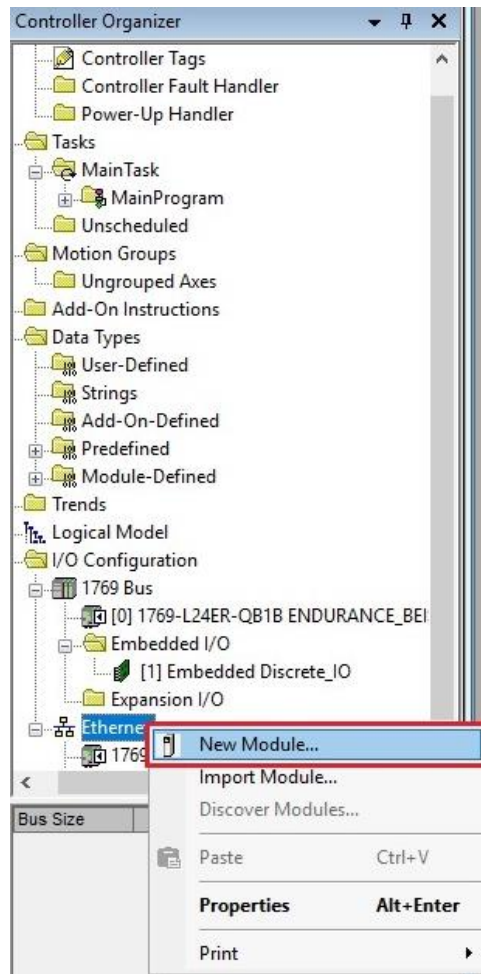 Controller Organizer
Controller Tags
Controller Fault Handler
Power-Up Handler
Tasks
MainTask
MainProgram
Unscheduled
Motion Groups
Ungrouped Axes
Add-On Instructions
Data Types
User-Defined
Strings
Add-On-Defined
Predefined
Module-Defined
Trends
Logical Model
I/O Configuration
1769 Bus
[0] 1769-L24ER-QB1B ENDURANCE_BEI
Embedded I/O
[1] Embedded Discrete_IO
Expansion I/O
Etherne
1769
New Module...
Import Module...
Discover Modules...
Bus Size
Paste Ctrl+V
Properties Alt+Enter
Print